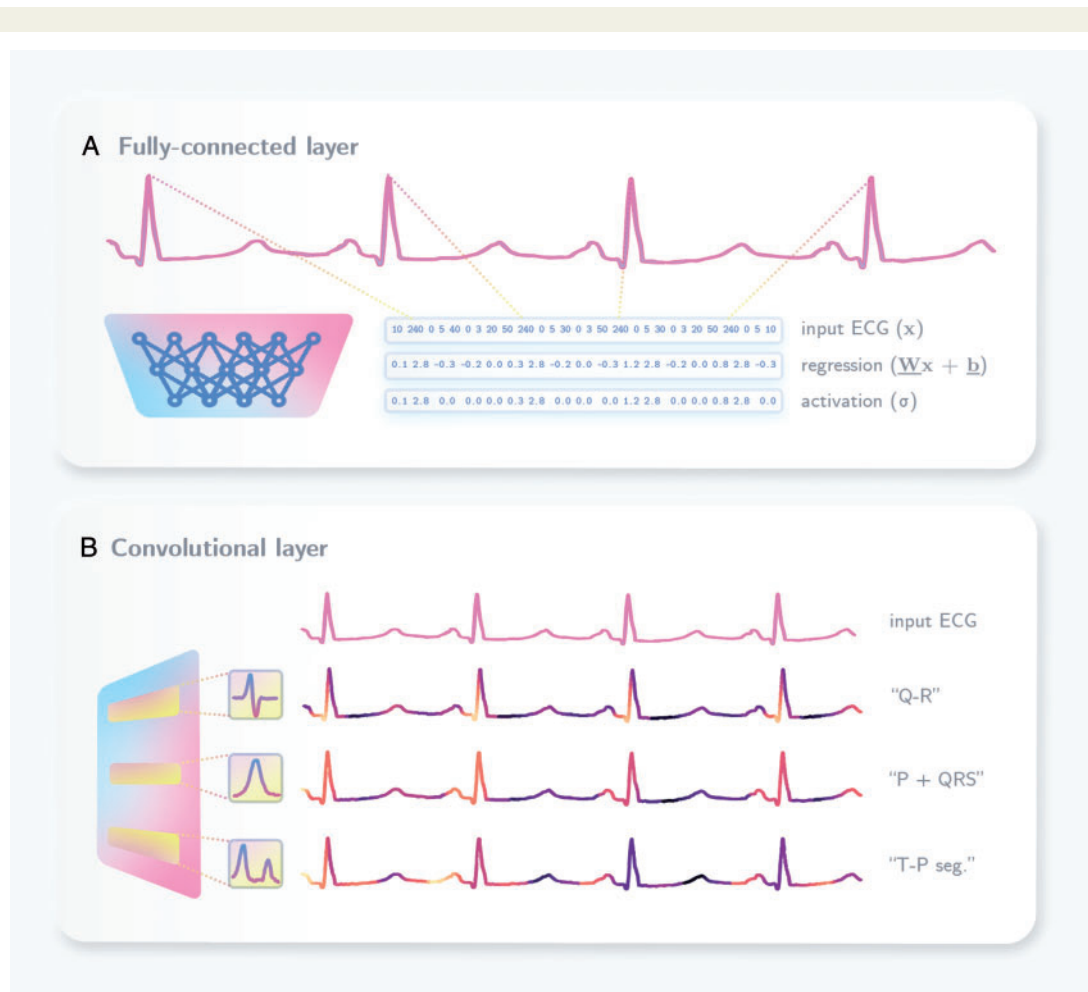 A Fully-connected layer
10 240 0 5 40 0 3 20 50 240 0 5 30 0 3 50 240 0 5 30 0 3 20 50 240 0 5 10
input ECG (x)
0.1 2.8 -0.3 -0.2 0.0 0.3 2.8 -0.2 0.0 -0.3 1.2 2.8 -0.2 0.0 0.8 2.8 -0.3
regression (Wx + b)
0.1 2.8 0.0 0.0 0.0 0.3 2.8 0.0 0.0 0.0 1.2 2.8 0.0 0.0 0.8 2.8 0.0
activation (σ)
B Convolutional layer
input ECG
“Q-R”
“P + QRS”
“T-P seg.”